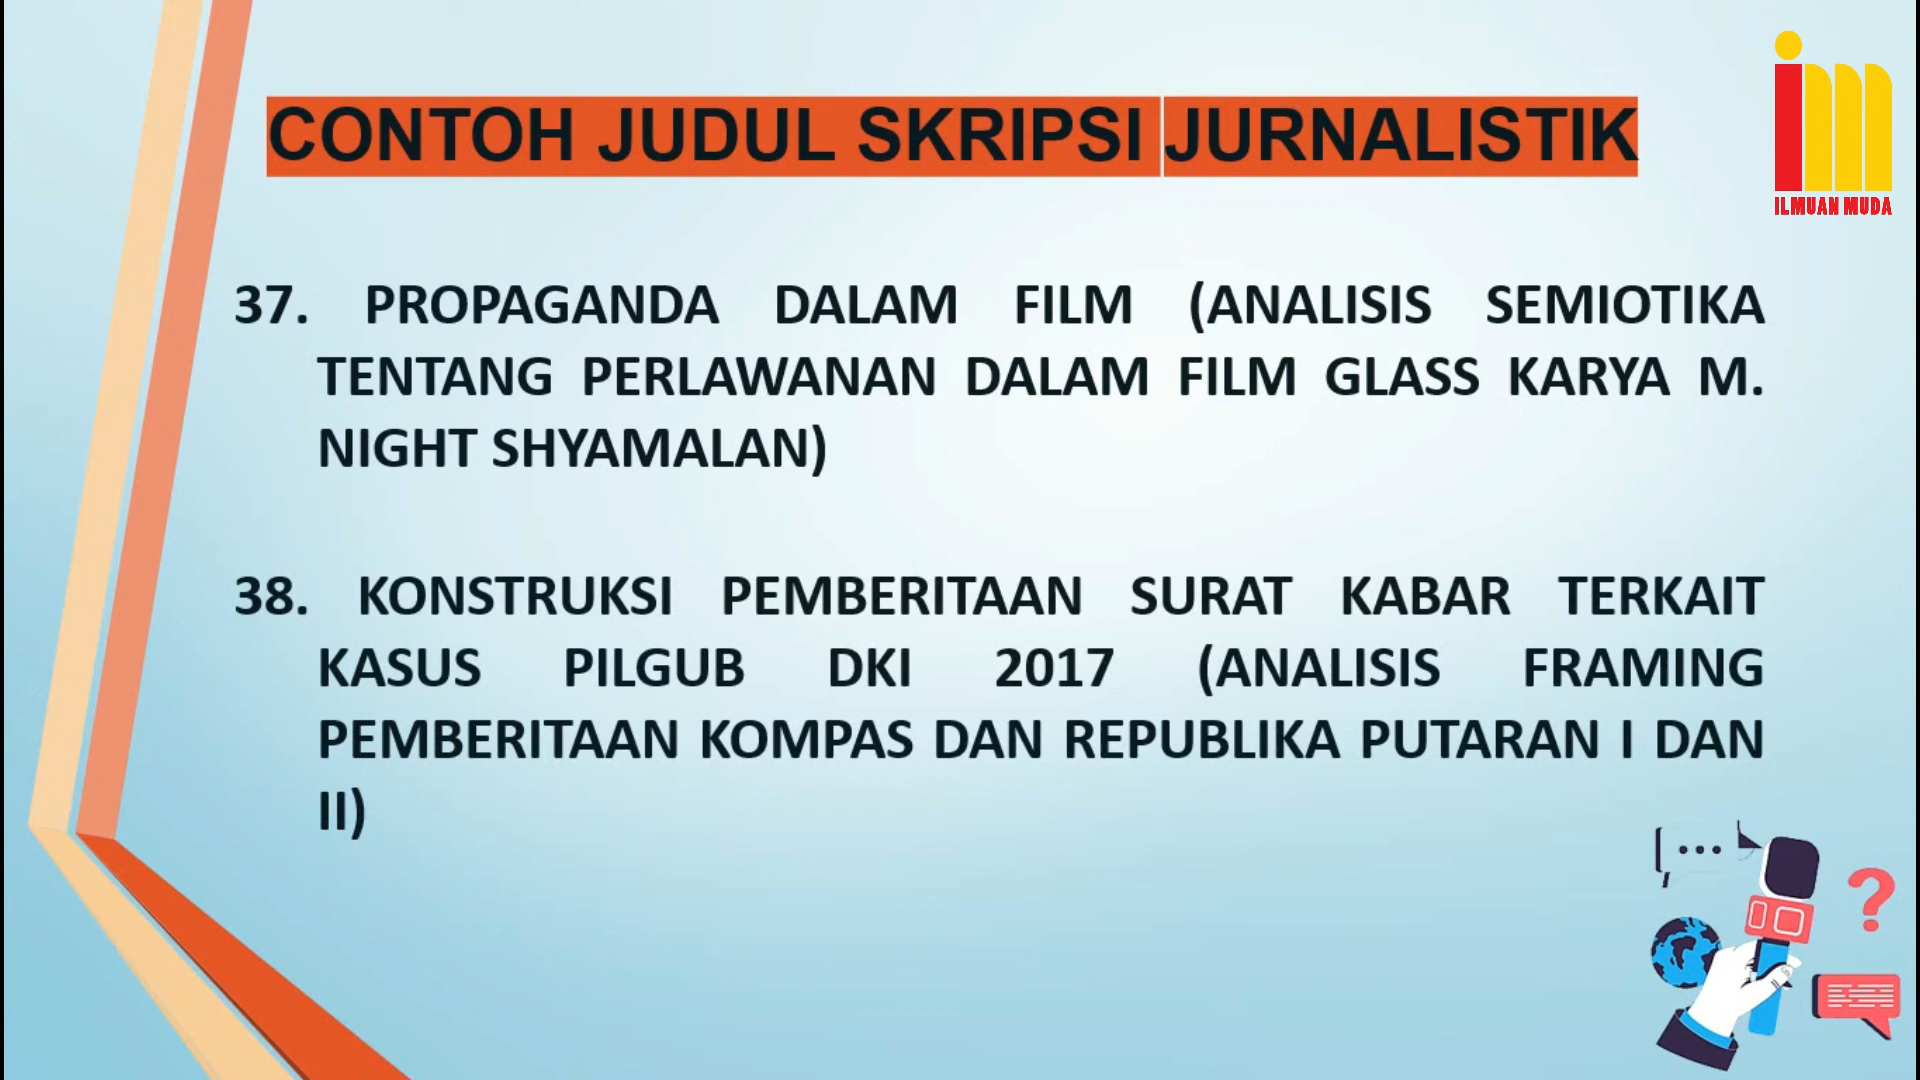 CONTOH JUDUL SKRIPSI JURNALISTIK
ILMUAN MUDA
37. PROPAGANDA DALAM FILM (ANALISIS SEMIOTIKA
TENTANG PERLAWANAN DALAM FILM GLASS KARYA M.
NIGHT SHYAMALAN)
38. KONSTRUKSI PEMBERITAAN SURAT KABAR TERKAIT
KASUS PILGUB DKI 2017 (ANALISIS FRAMING
PEMBERITAAN KOMPAS DAN REPUBLIKA PUTARAN I DAN
II)